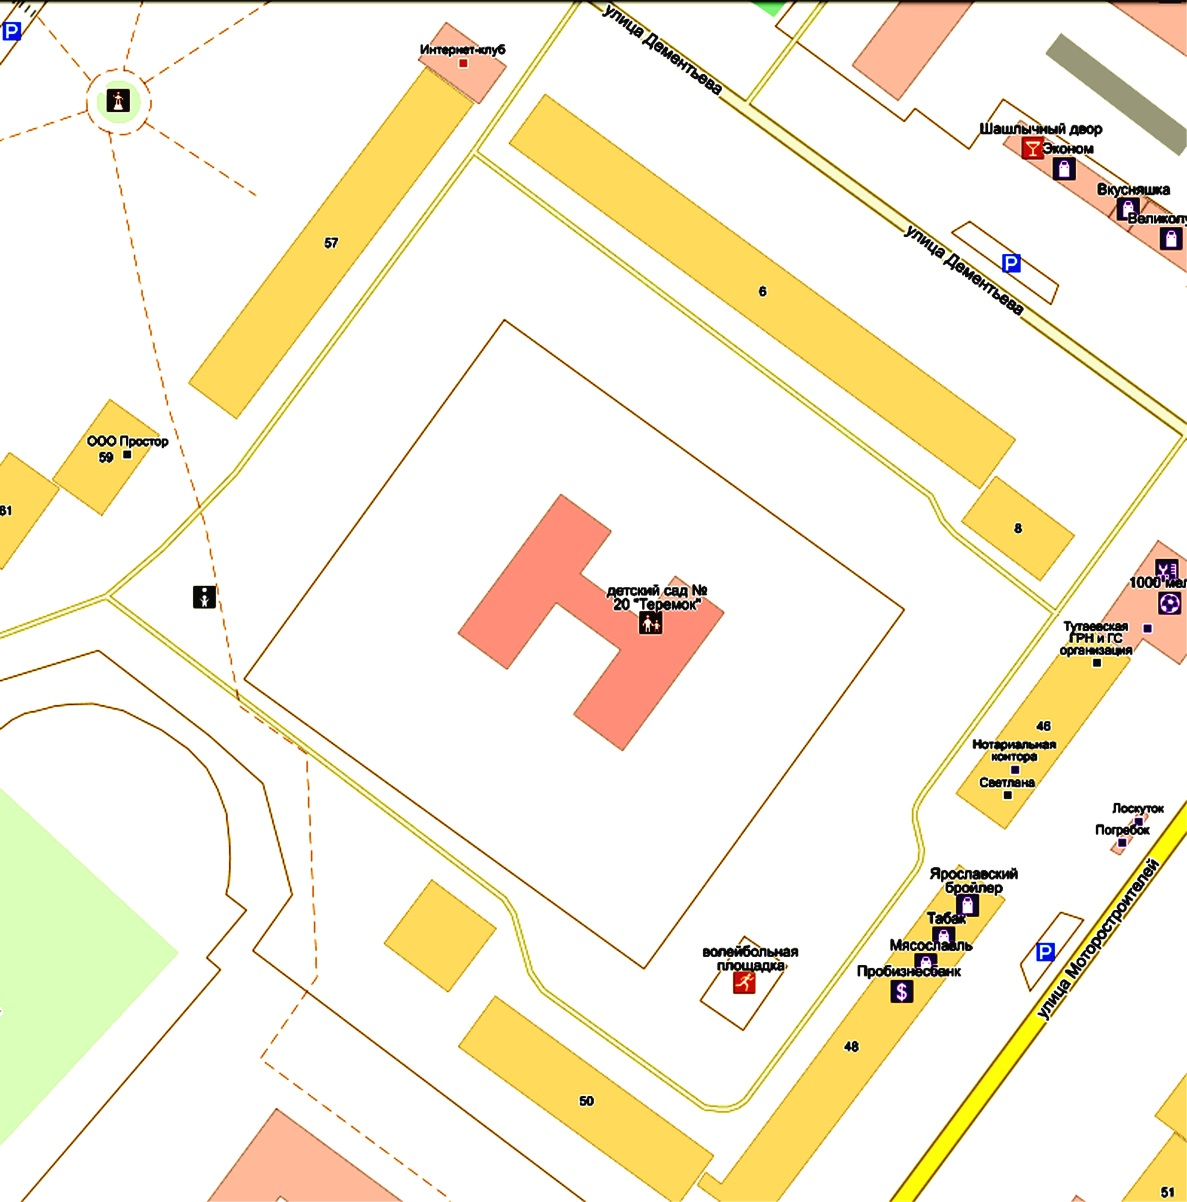 P
Интернет-клуб
улица Дементьева
Шашлычный двор
Эконом
Вкусняшка
57
улица Дементьева
P
6
ООО Простор
59
8
детский сад №
20 "Теремок"
Тутаевская
ГРН и ГС
организация
46
Нотариальная
контора
Светлана
Лоскуток
Погребок
Ярославский
бройлер
Табак
Мясославль
Пробизнесбанк
$
волейбольная
площадка
P
улица Моторостроителей
48
50
51